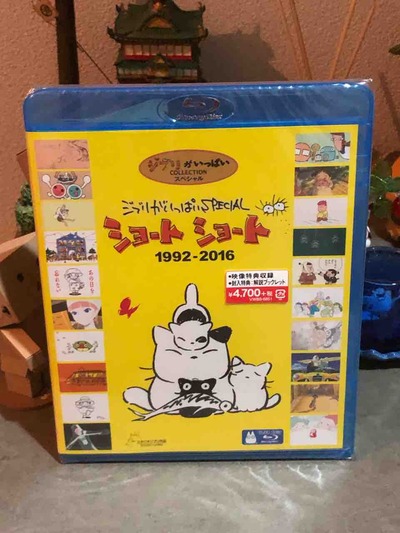 ジブリがいっぱい
COLLECTION
スペシャル
ジブリがいっぱいSPECIAL
ショートショート
1992-2016
●映像特典収録
●封入特典:解説ブックレット
¥4,700+税